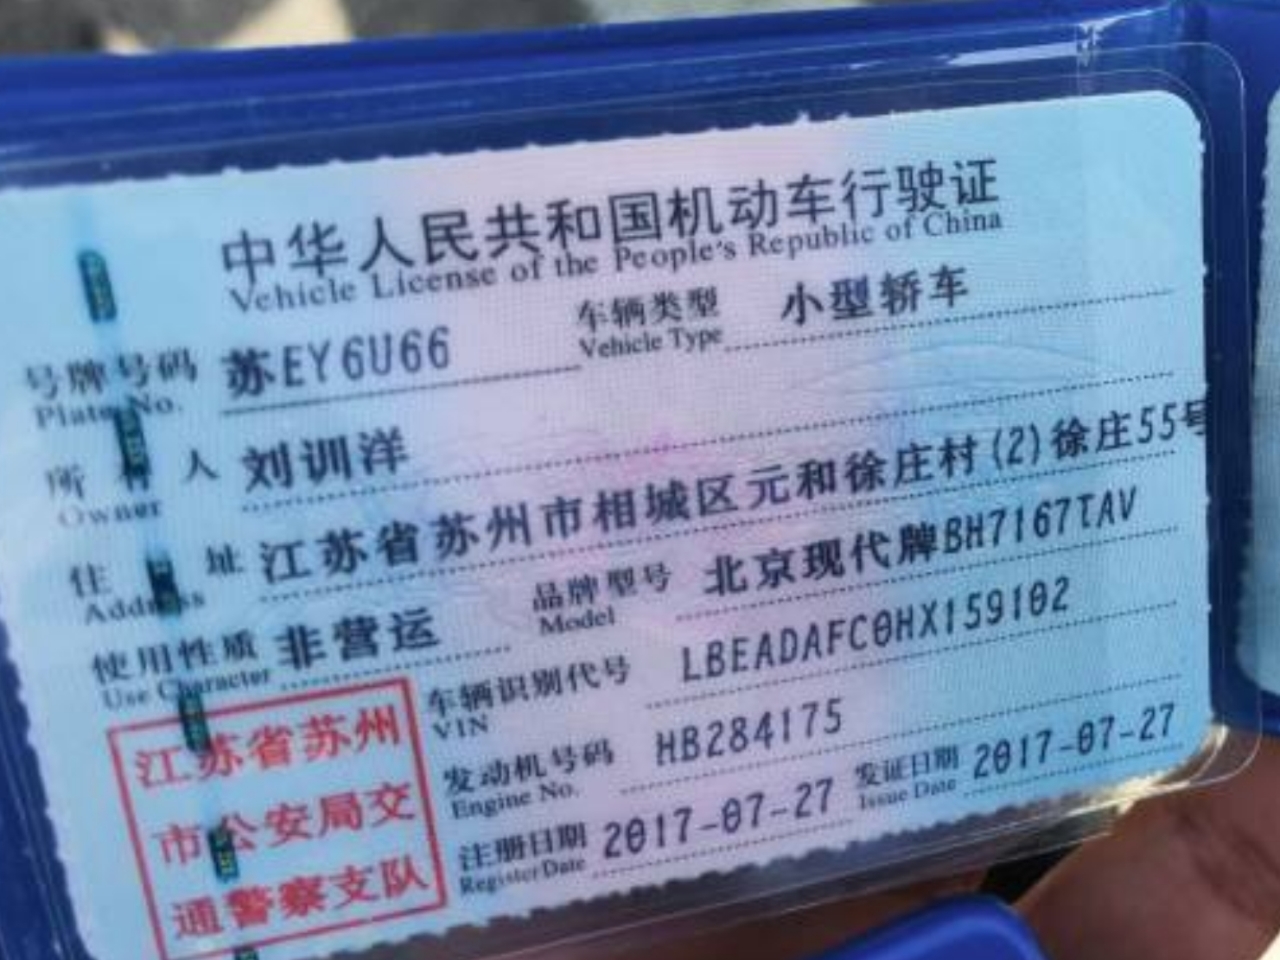 中华人民共和国机动车行驶证
Vehicle License of the People's Republic of China
号牌号码 苏EY6U66 车辆类型 小型轿车
Plate No. Vehicle Type
所有人 刘训洋
Owner
住址 江苏省苏州市相城区元和徐庄村(2)徐庄55号
Address
使用性质 非营运 品牌型号 北京现代牌BH7167TAV
Use Character Model
车辆识别代号 LBEADAFC0HX159102
VIN
发动机号码 HB284175
Engine No.
注册日期 2017-07-27 发证日期 2017-07-27
Register Date Issue Date
江苏省苏州
市公安局交
通警察支队